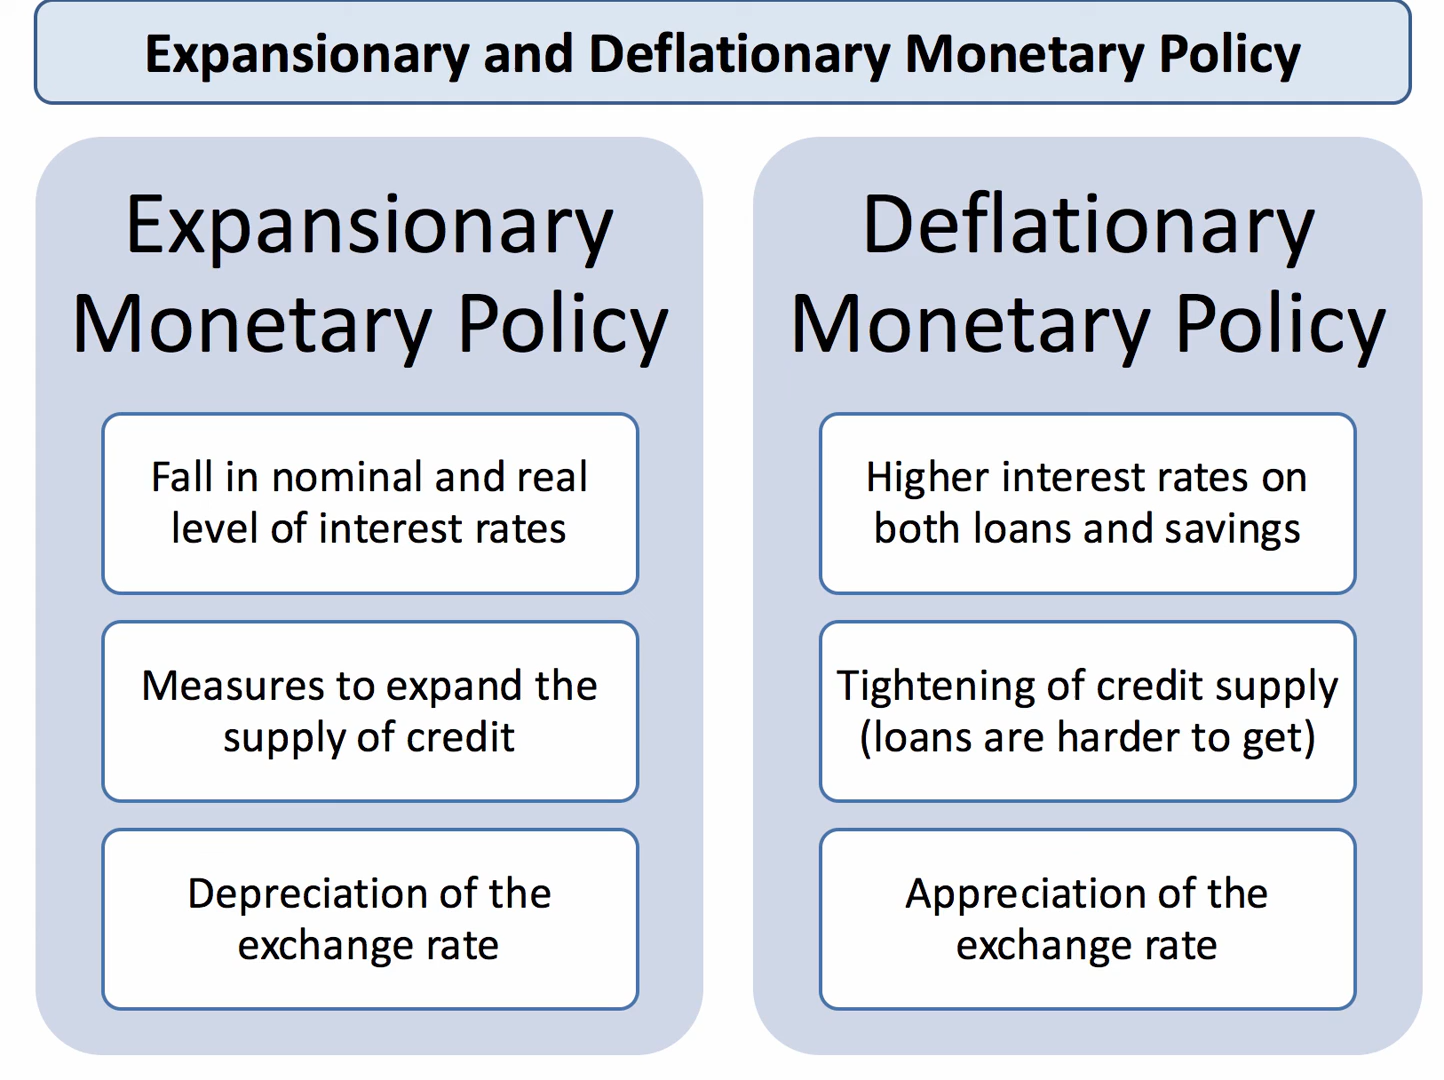 Expansionary and Deflationary Monetary Policy
Expansionary
Monetary Policy
Fall in nominal and real
level of interest rates
Measures to expand the
supply of credit
Depreciation of the
exchange rate
Deflationary
Monetary Policy
Higher interest rates on
both loans and savings
Tightening of credit supply
(loans are harder to get)
Appreciation of the
exchange rate